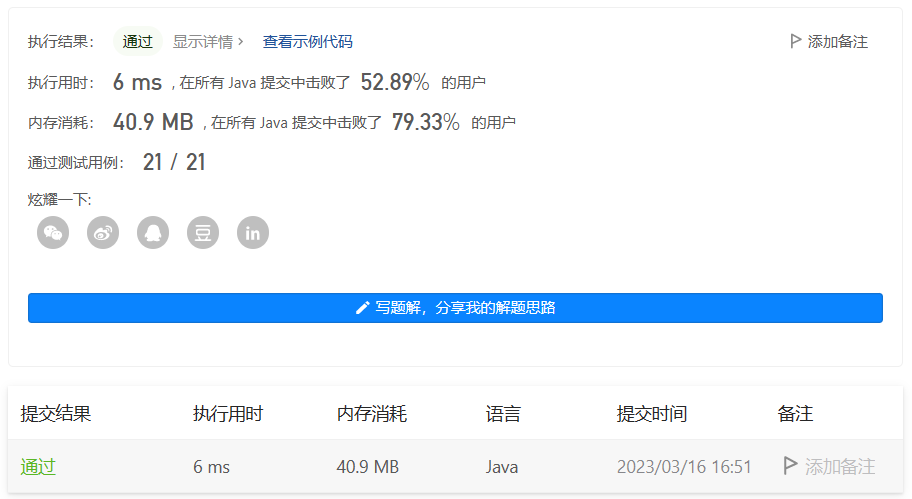 执行结果： 通过 显示详情 › 查看示例代码 添加备注
执行用时： 6 ms , 在所有 Java 提交中击败了 52.89% 的用户
内存消耗： 40.9 MB , 在所有 Java 提交中击败了 79.33% 的用户
通过测试用例： 21 / 21
炫耀一下:
豆 in
写题解，分享我的解题思路
提交结果 执行用时 内存消耗 语言 提交时间 备注
通过 6 ms 40.9 MB Java 2023/03/16 16:51 添加备注